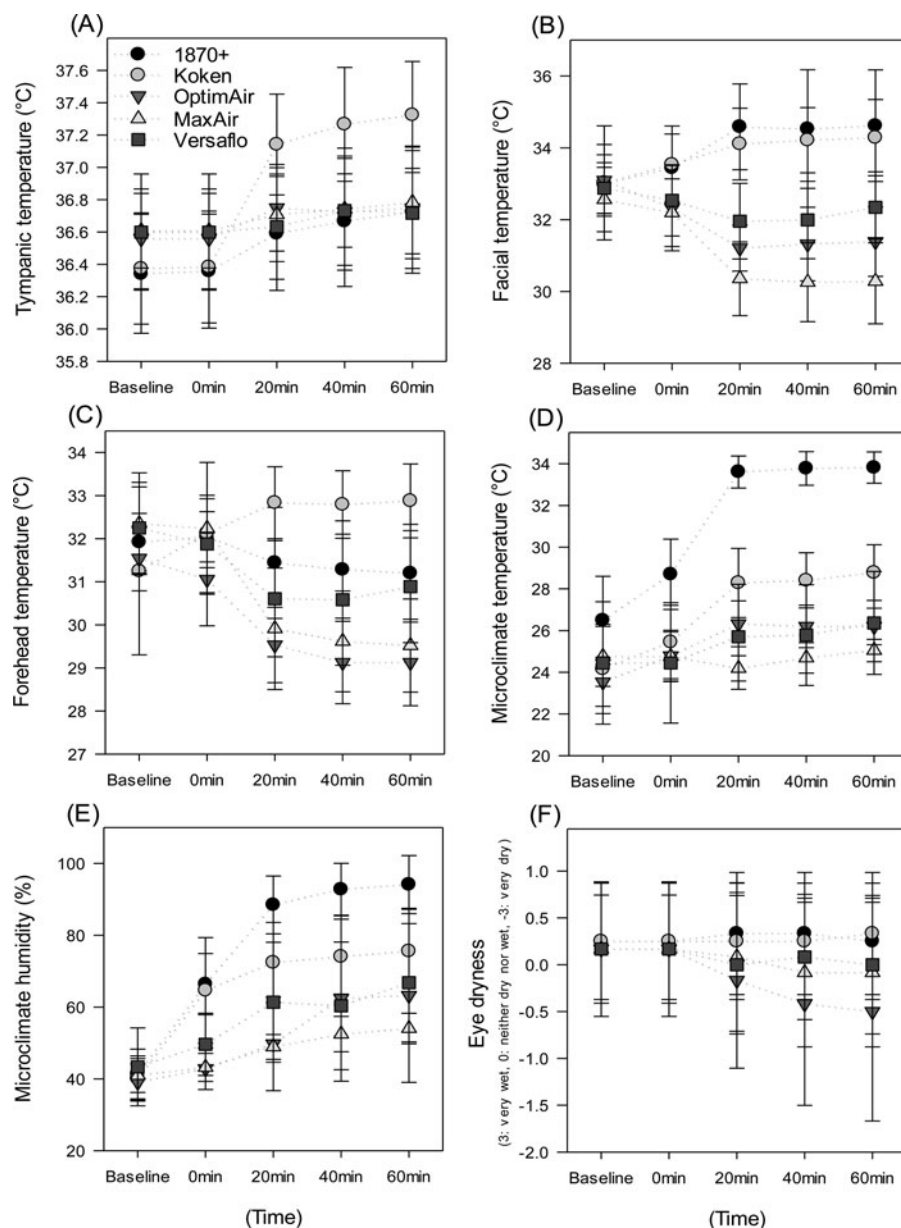 (A)
1870+
Koken
OptimAir
MaxAir
Versaflo
Tympanic temperature (°C)
37.6
37.4
37.2
37.0
36.8
36.6
36.4
36.2
36.0
35.8
Baseline 0min 20min 40min 60min
(B)
Facial temperature (°C)
36
34
32
30
28
Baseline 0min 20min 40min 60min
(C)
Forehead temperature (°C)
34
33
32
31
30
29
28
27
Baseline 0min 20min 40min 60min
(D)
Microclimate temperature (°C)
34
32
30
28
26
24
22
20
Baseline 0min 20min 40min 60min
(E)
Microclimate humidity (%)
100
80
60
40
20
Baseline 0min 20min 40min 60min
(Time)
(F)
Eye dryness
(3: very wet, 0: neither dry nor wet, -3: very dry)
1.0
0.5
0.0
-0.5
-1.0
-1.5
-2.0
Baseline 0min 20min 40min 60min
(Time)